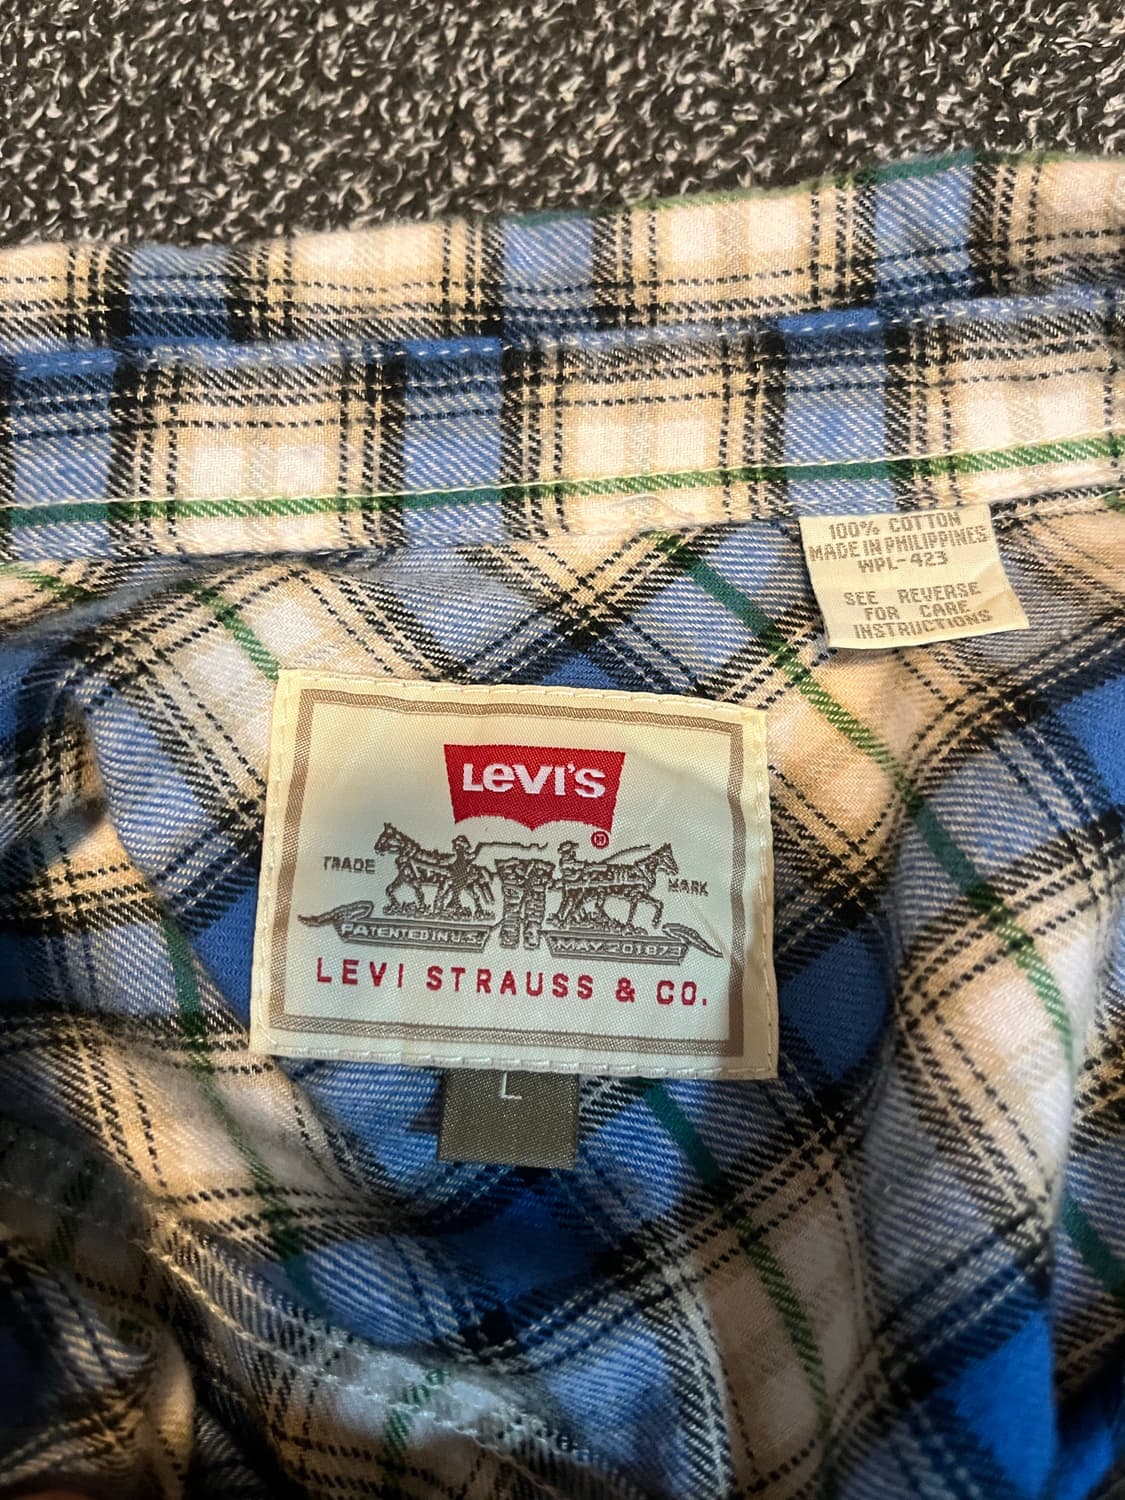 100% COTTON
MADE IN PHILIPPINES
WPL-423
SEE REVERSE
FOR CARE
INSTRUCTIONS
LEVI'S
®
TRADE MARK
PATENTED IN U.S. MAY 20 1873
LEVI STRAUSS & CO.
L